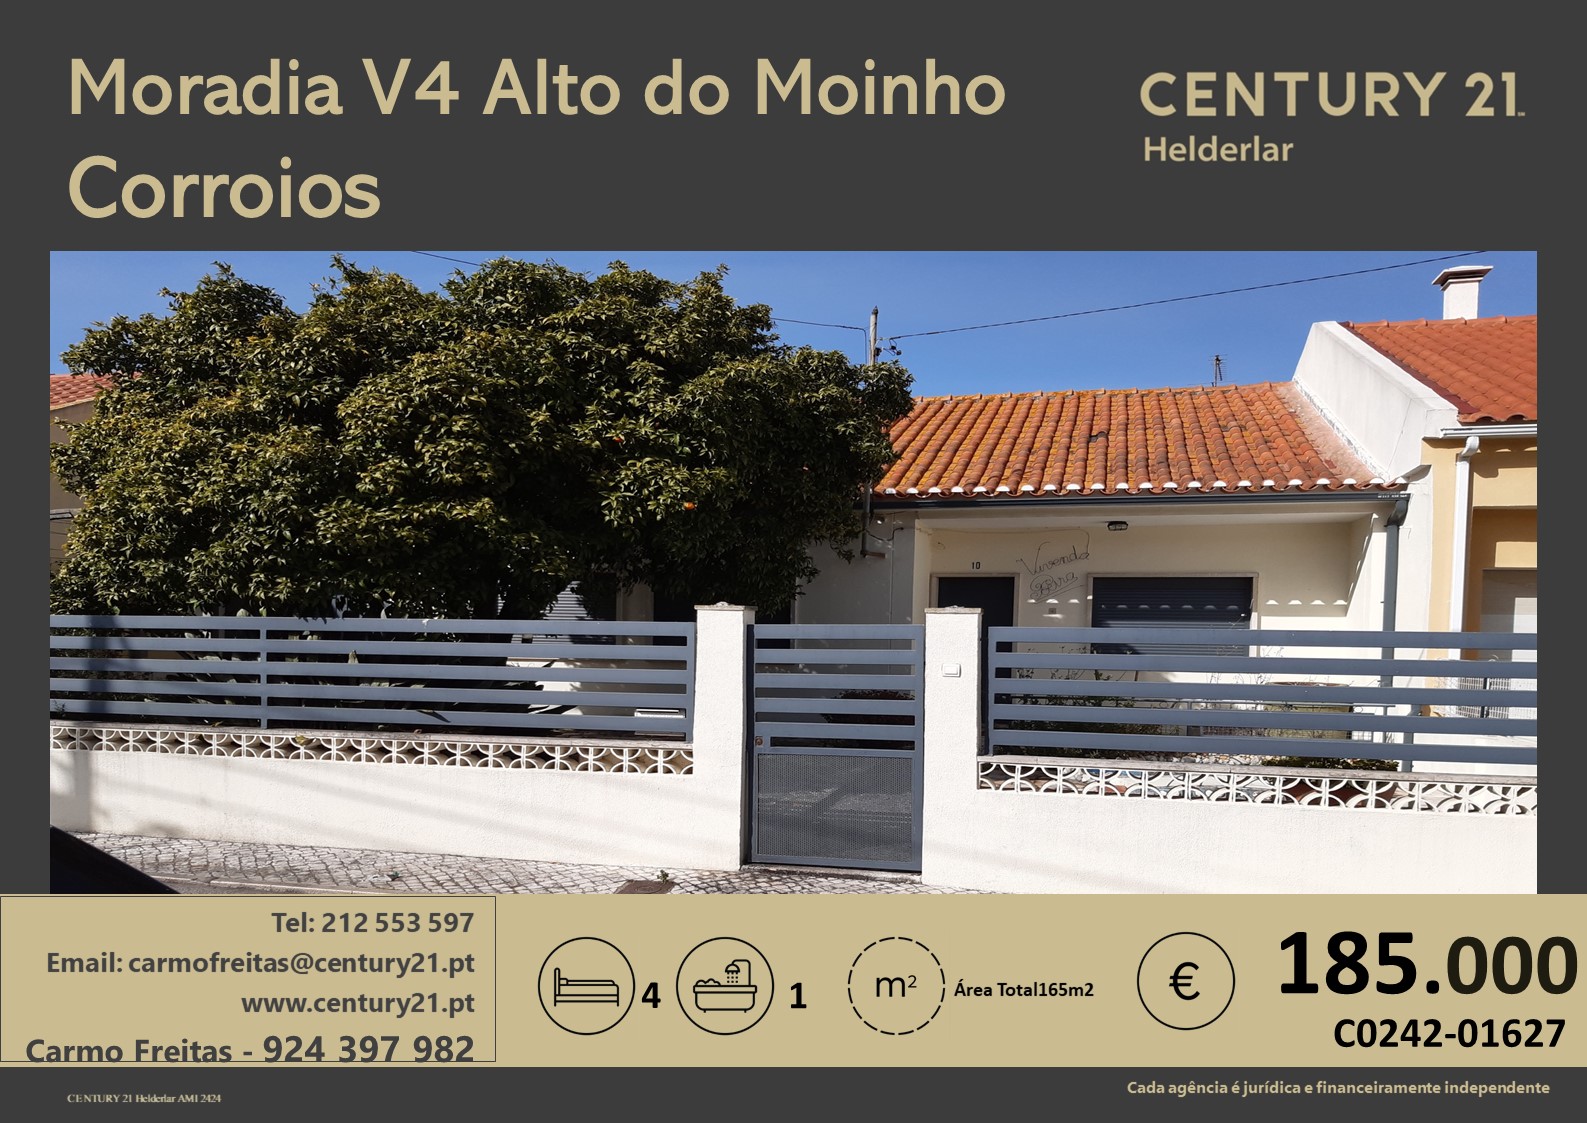 Moradia V4 Alto do Moinho
Corroios
CENTURY 21
Helderlar
10
Vivenda
Tel: 212 553 597
Email: carmofreitas@century21.pt
www.century21.pt
Carmo Freitas - 924 397 982
4
1
m²
Área Total165m2
€
185.000
C0242-01627
Cada agência é jurídica e financeiramente independente
CENTURY 21 Helderlar AMI 2424